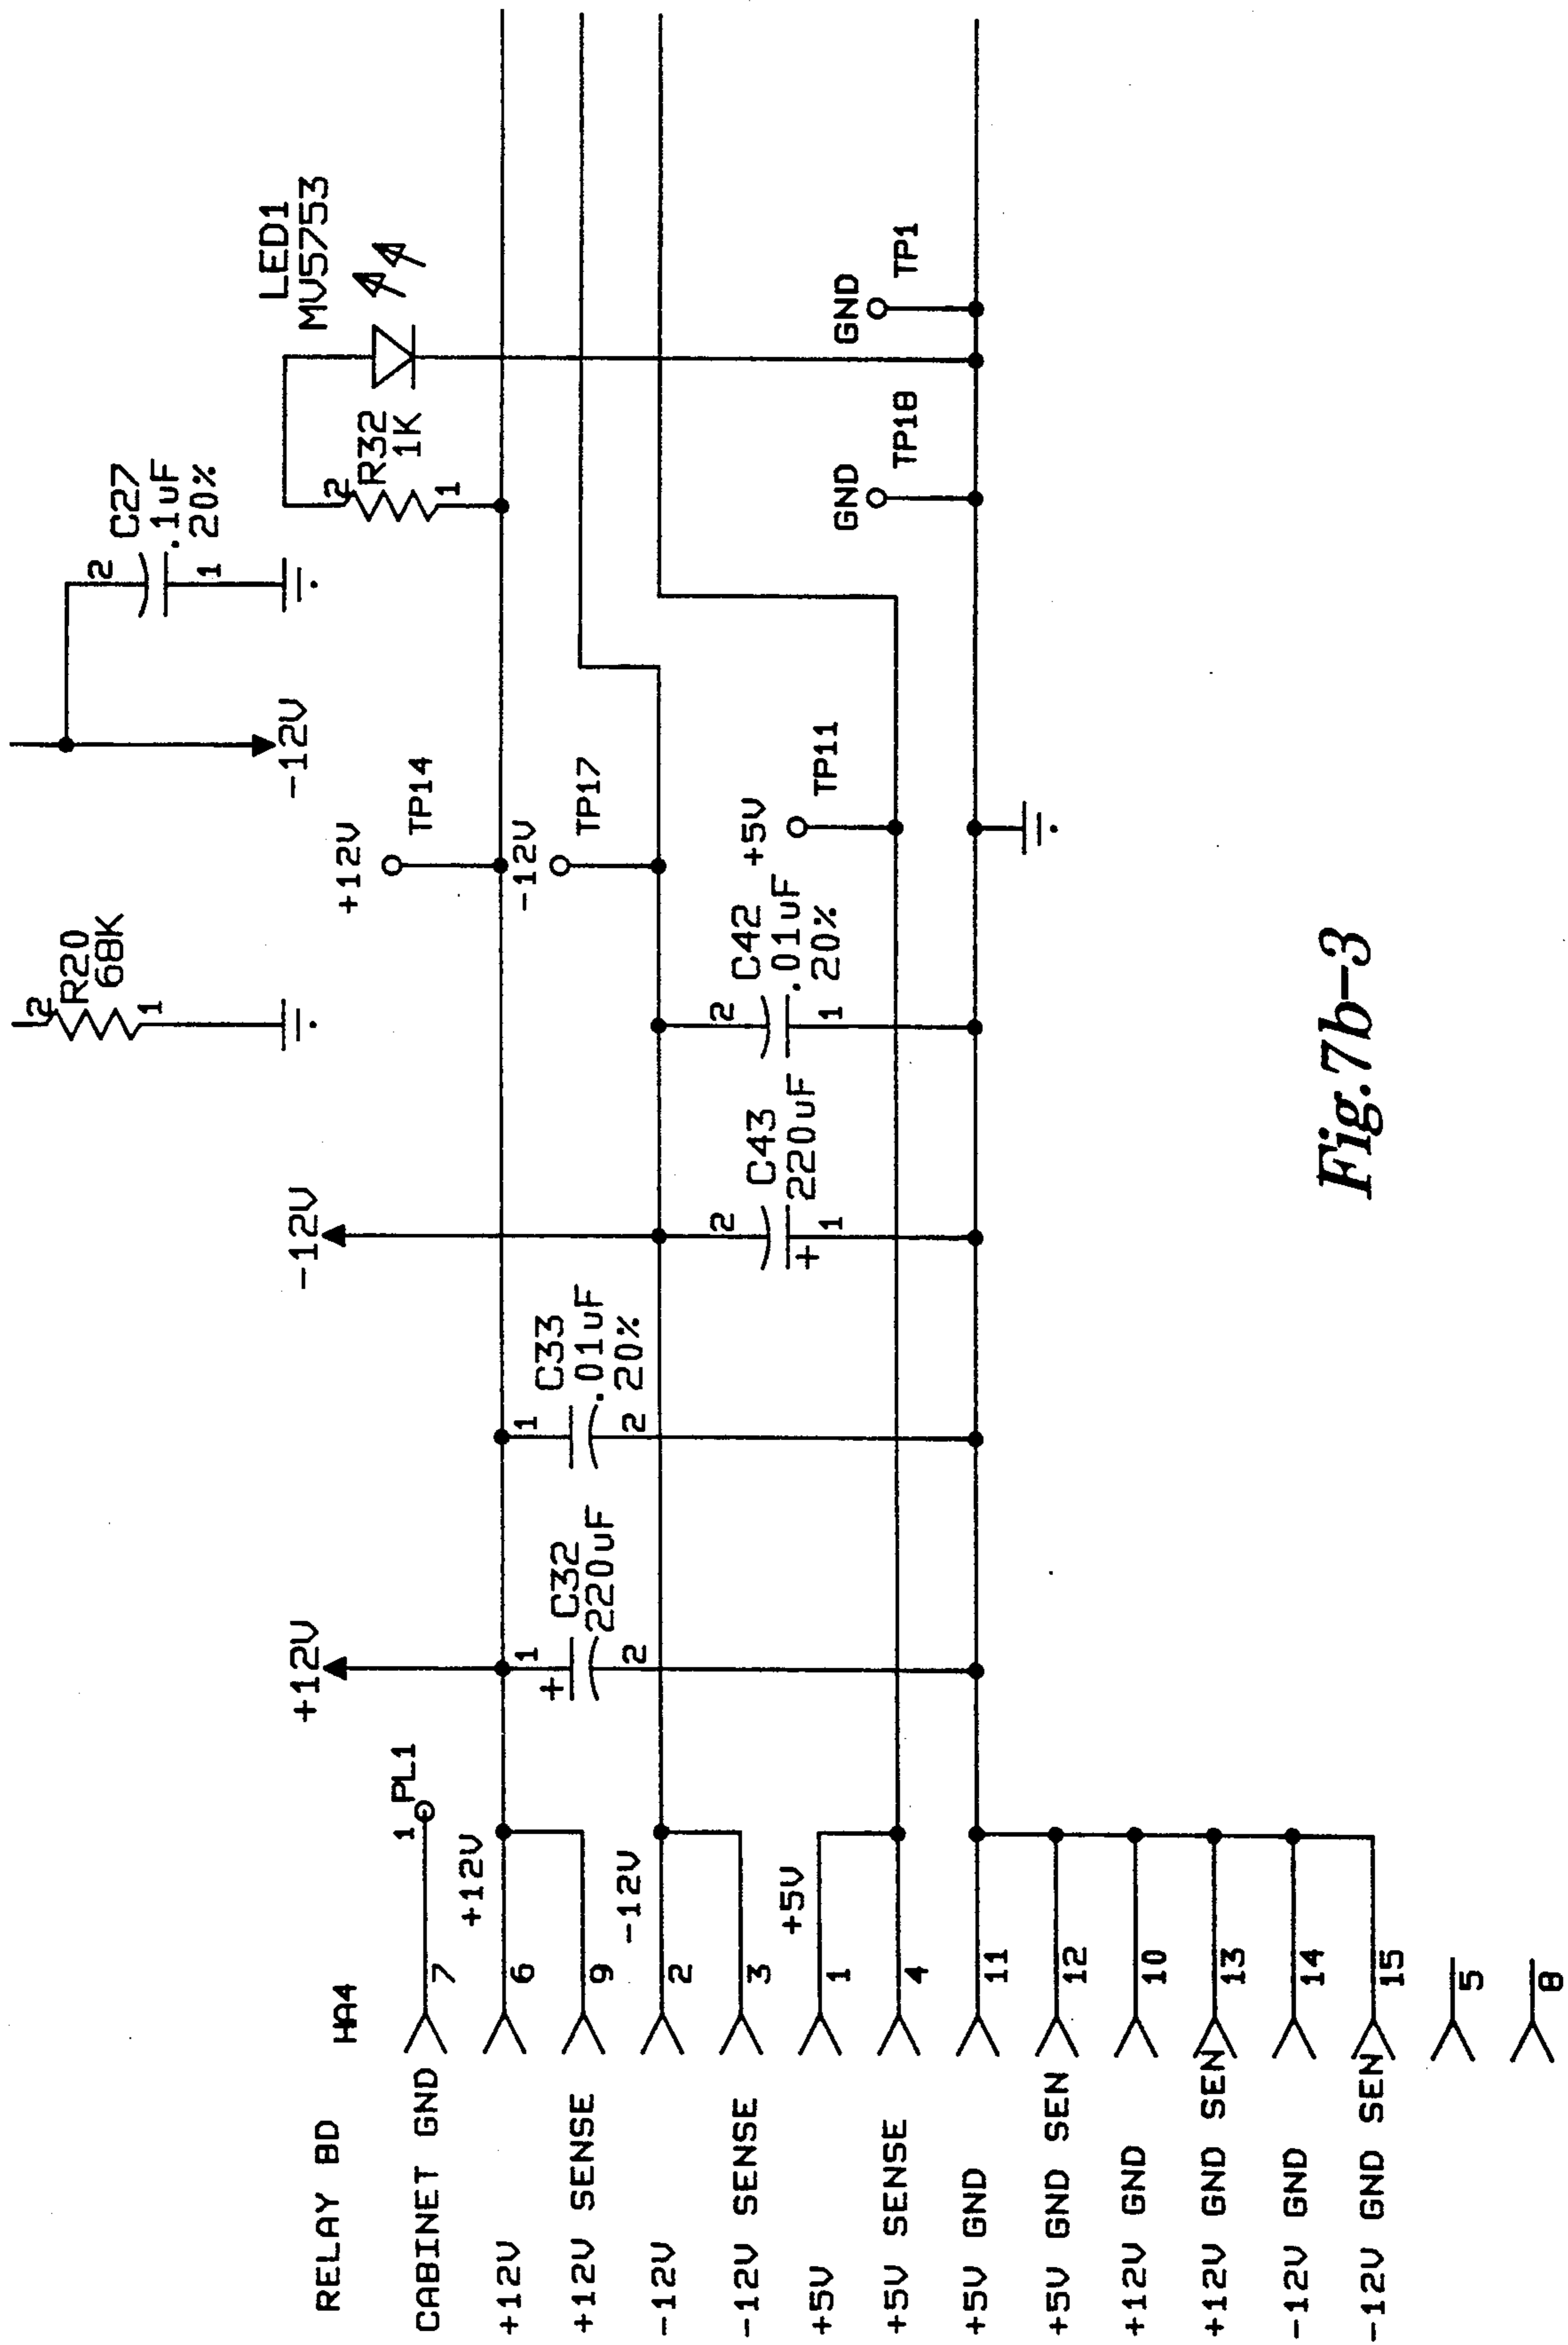 R20
68K
2
1
C27
.1uF
20%
2
1
-12V
LED1
MV5753
R32
1K
2
1
+12V
-12V
+12V
TP14
-12V
TP17
+5V
TP11
GND
TP18
GND
TP1
C32
220uF
+
1
2
C33
.01uF
20%
1
2
C43
220uF
+
2
1
C42
.01uF
20%
2
1
RELAY BD
HA4
CABINET GND
7
1
PL1
+12V
6
+12V
+12V SENSE
9
-12V
2
-12V
-12V SENSE
3
+5V
1
+5V
+5V SENSE
4
+5V GND
11
+5V GND SEN
12
+12V GND
10
+12V GND SEN
13
-12V GND
14
-12V GND SEN
15
5
8
Fig.7b-3